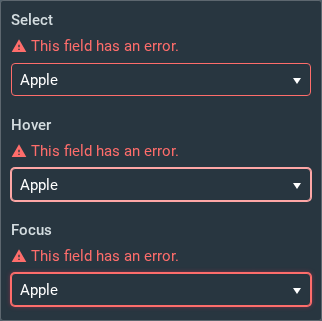 Select
This field has an error.
Apple
Hover
This field has an error.
Apple
Focus
This field has an error.
Apple